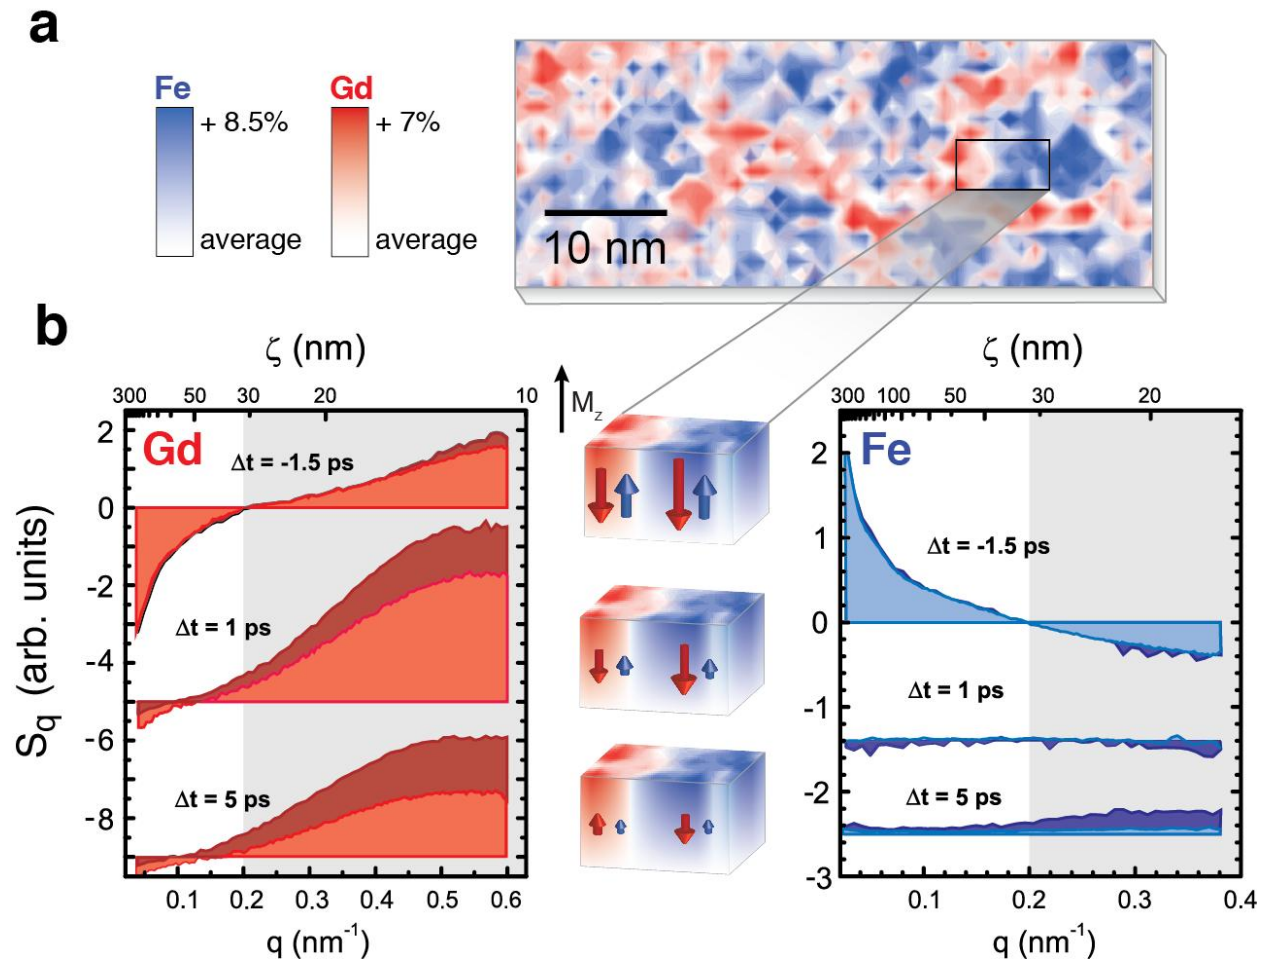 a
Fe
+ 8.5%
average
Gd
+ 7%
average
10 nm
b
ζ (nm)
300 50 30 20 10
Gd
Δt = -1.5 ps
Δt = 1 ps
Δt = 5 ps
2
0
-2
-4
-6
-8
Sq (arb. units)
0.1 0.2 0.3 0.4 0.5 0.6
q (nm⁻¹)
Mz
ζ (nm)
300 100 50 30 20
Fe
Δt = -1.5 ps
Δt = 1 ps
Δt = 5 ps
2
1
0
-1
-2
-3
0.1 0.2 0.3 0.4
q (nm⁻¹)